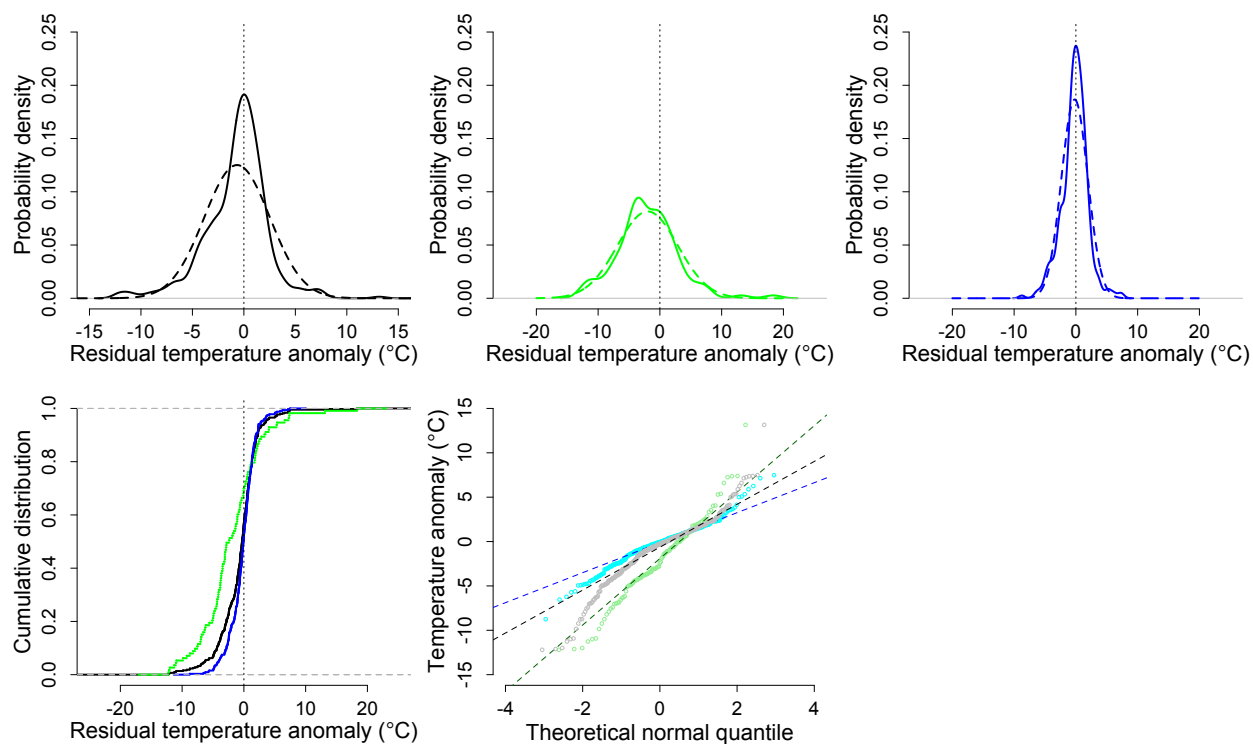 Probability density
0.00 0.05 0.10 0.15 0.20 0.25
-15 -10 -5 0 5 10 15
Residual temperature anomaly (°C)
Probability density
0.00 0.05 0.10 0.15 0.20 0.25
-20 -10 0 10 20
Residual temperature anomaly (°C)
Probability density
0.00 0.05 0.10 0.15 0.20 0.25
-20 -10 0 10 20
Residual temperature anomaly (°C)
Cumulative distribution
0.0 0.2 0.4 0.6 0.8 1.0
-20 -10 0 10 20
Residual temperature anomaly (°C)
Temperature anomaly (°C)
-15 -10 -5 0 5 10 15
-4 -2 0 2 4
Theoretical normal quantile